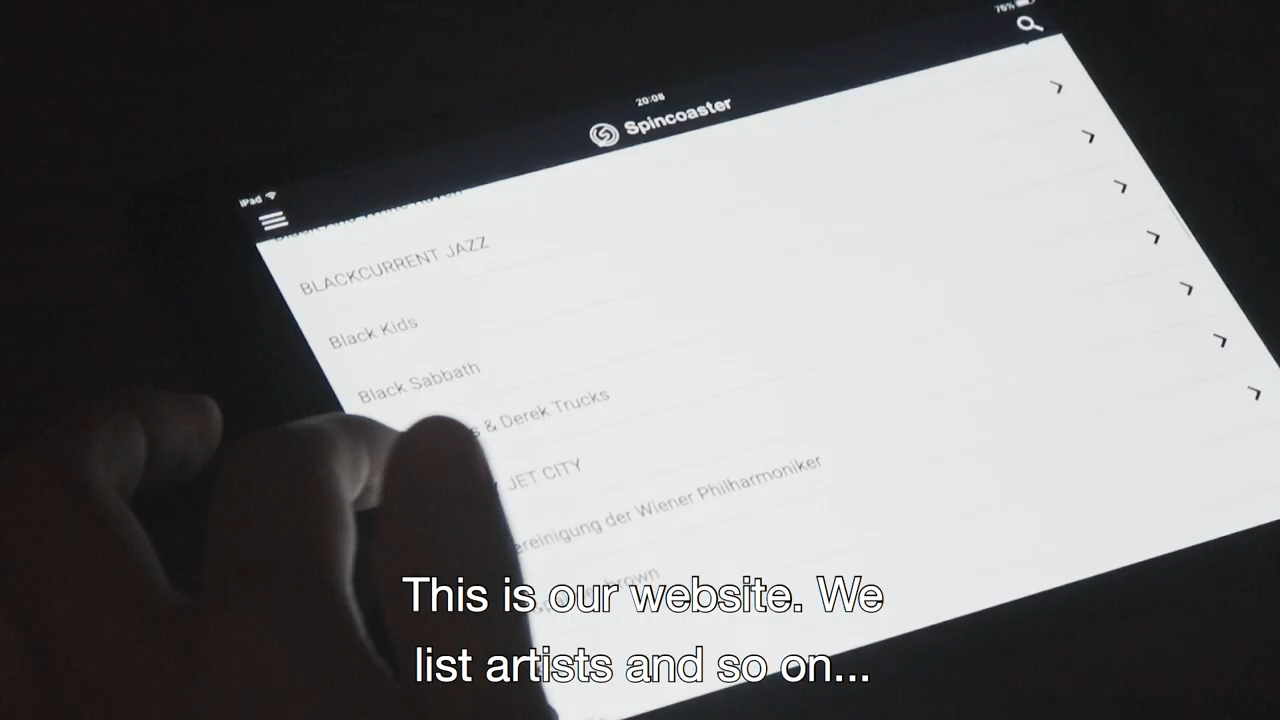 76%
20:08
Spincoaster
iPad
BLACKCURRENT JAZZ
Black Kids
Black Sabbath
& Derek Trucks
JET CITY
der Wiener Philharmoniker
This is our website. We
list artists and so on...